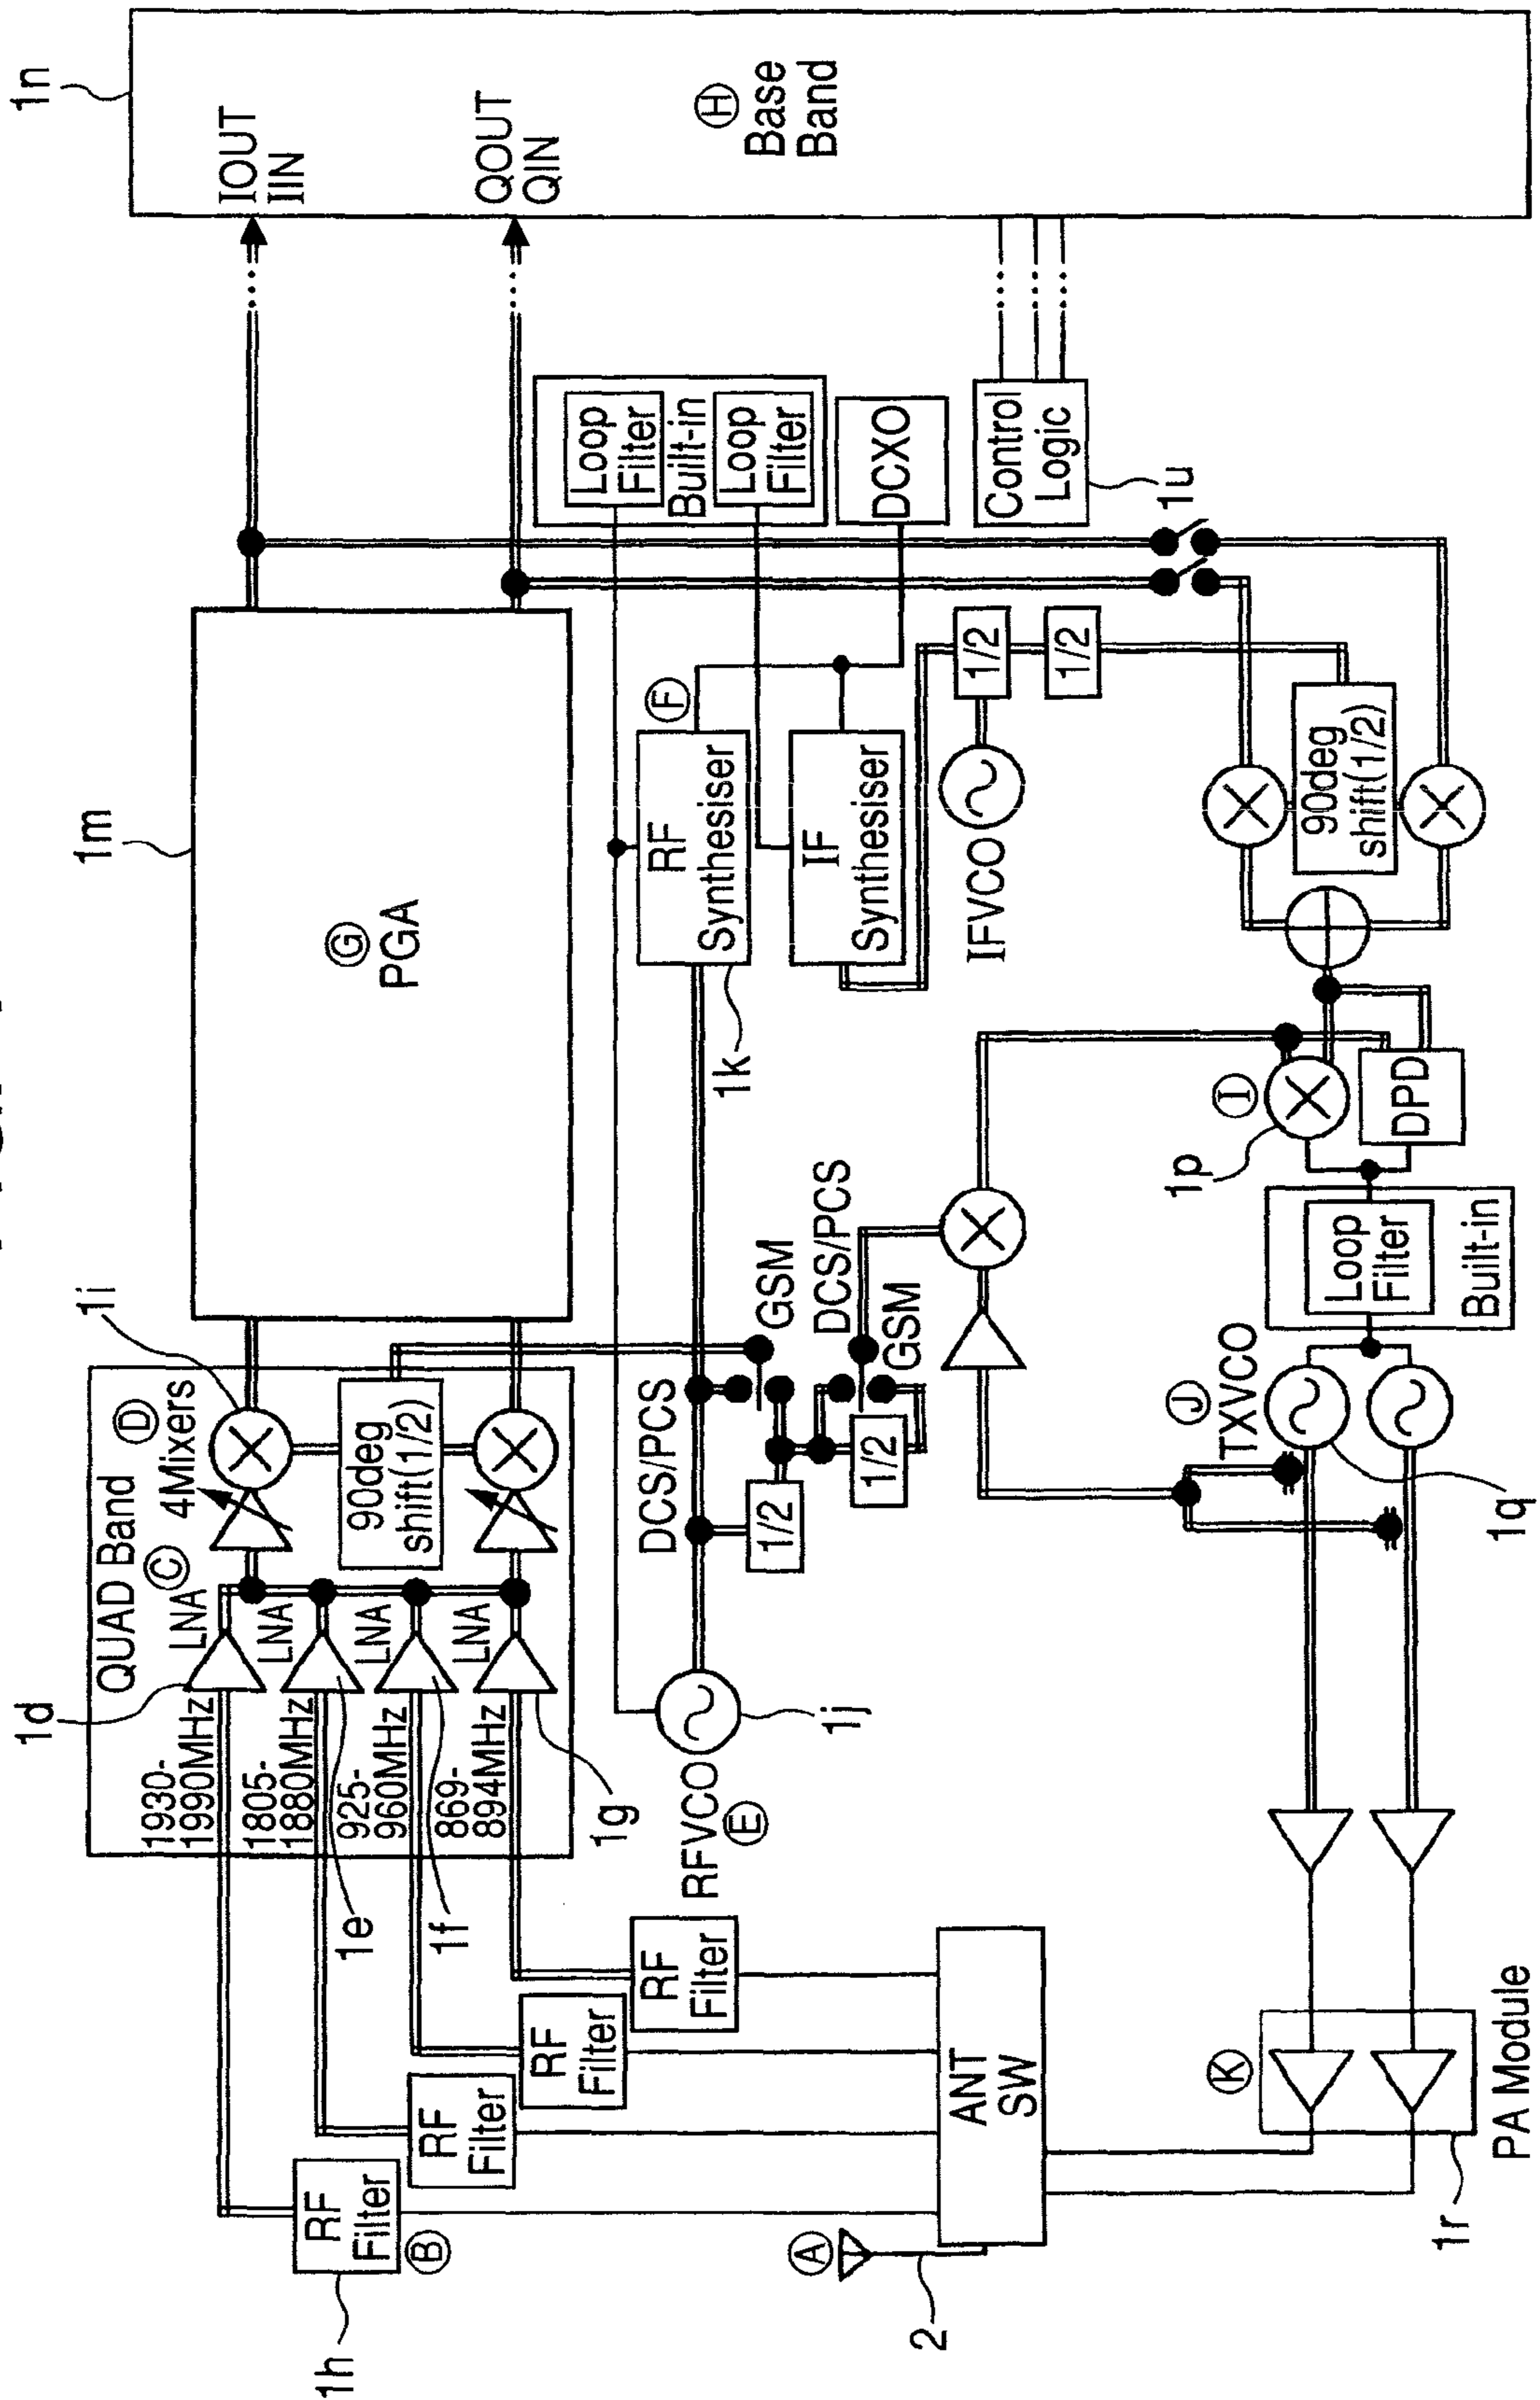 1n
IOUT
IIN
QOUT
QIN
Ⓗ
Base
Band
1m
Ⓖ
PGA
Loop
Filter
Built-in
Loop
Filter
DCXO
Control
Logic
1u
Ⓕ
RF
Synthesiser
1k
IF
Synthesiser
1/2
1/2
IFVCO
90deg
shift(1/2)
1i
QUAD Band
Ⓓ
4Mixers
Ⓒ
LNA
LNA
LNA
LNA
90deg
shift(1/2)
1d
1930-
1990MHz
1805-
1880MHz
925-
960MHz
869-
894MHz
1e
1f
1g
DCS/PCS
GSM
1/2
DCS/PCS
GSM
1/2
RFVCO
Ⓔ
1j
Ⓘ
1p
DPD
Loop
Filter
Built-in
Ⓙ
TXVCO
1q
RF
Filter
RF
Filter
RF
Filter
RF
Filter
Ⓑ
1h
ANT
SW
Ⓐ
2
Ⓚ
PA Module
1r